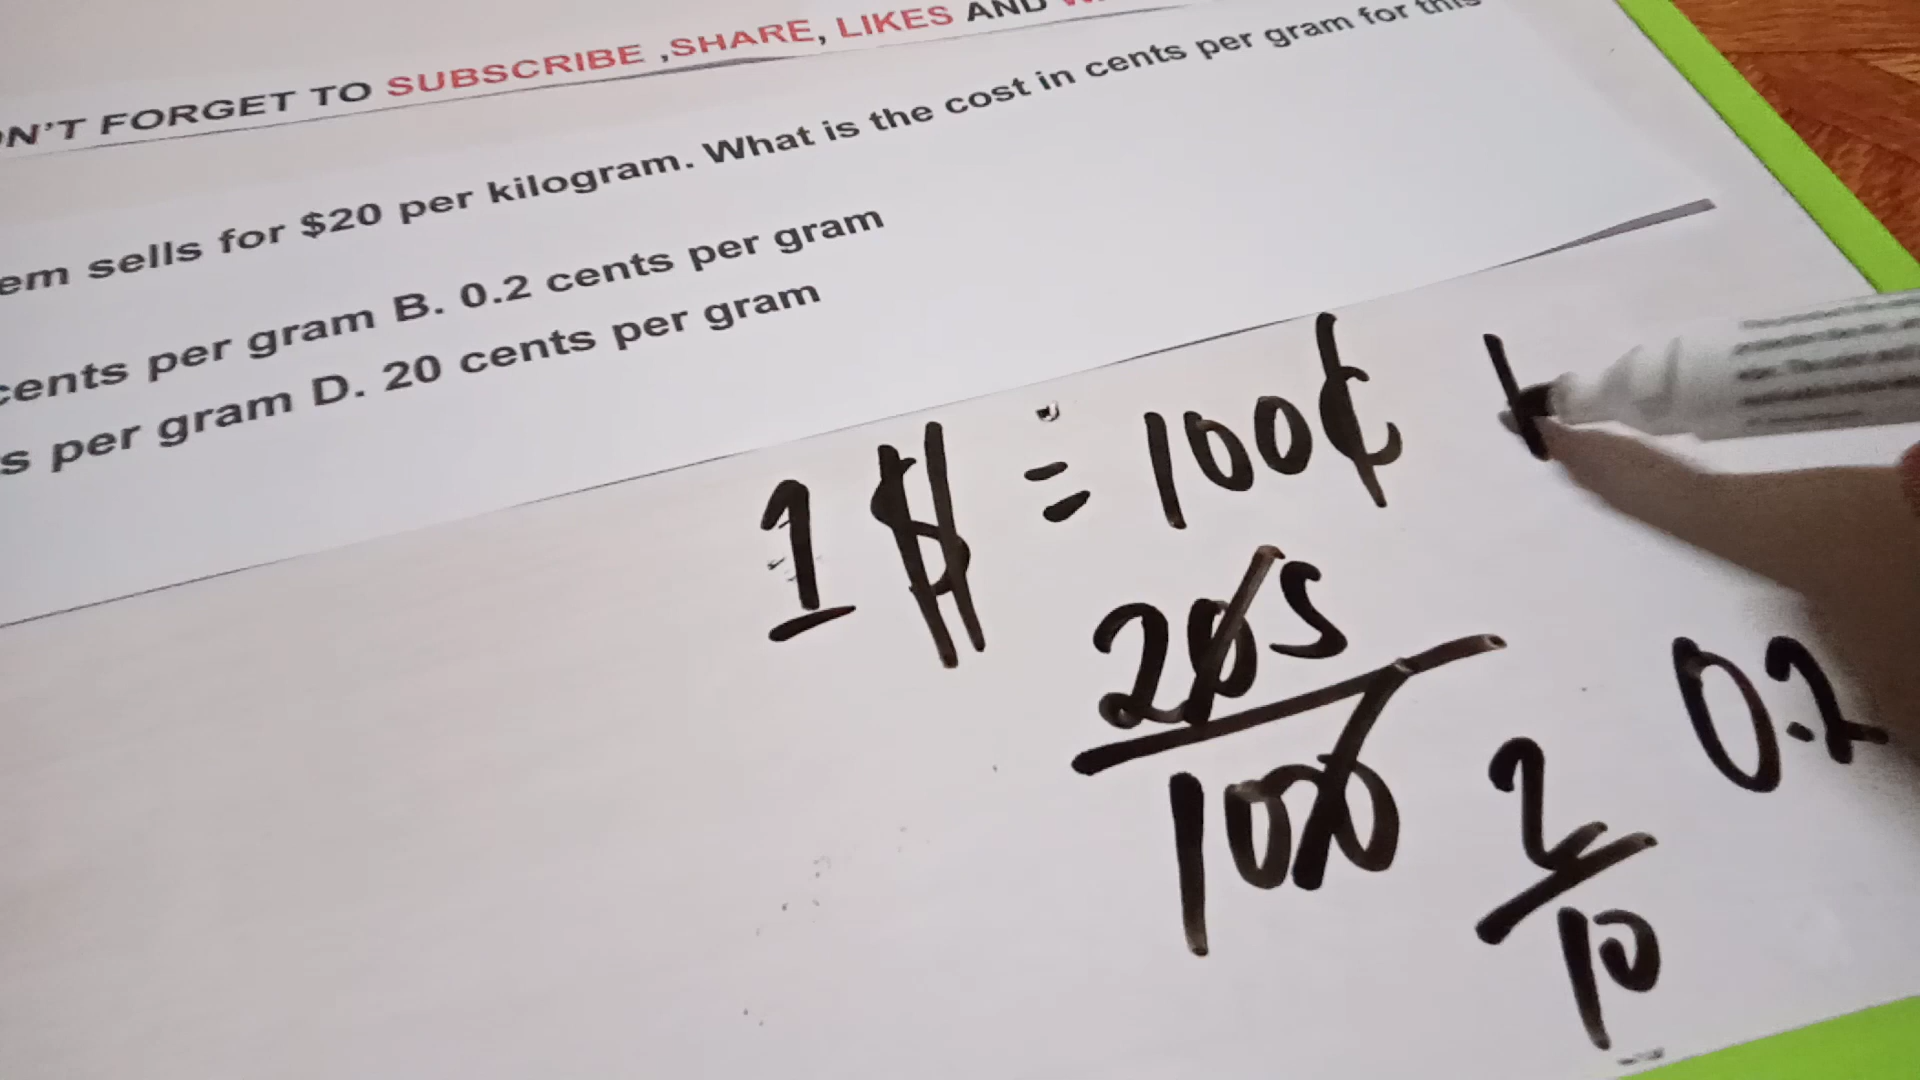 N'T FORGET TO SUBSCRIBE ,SHARE, LIKES AND
em sells for $20 per kilogram. What is the cost in cents per gram for this
cents per gram B. 0.2 cents per gram
s per gram D. 20 cents per gram
1 $ = 100¢
20 5
100
2
10
0.2